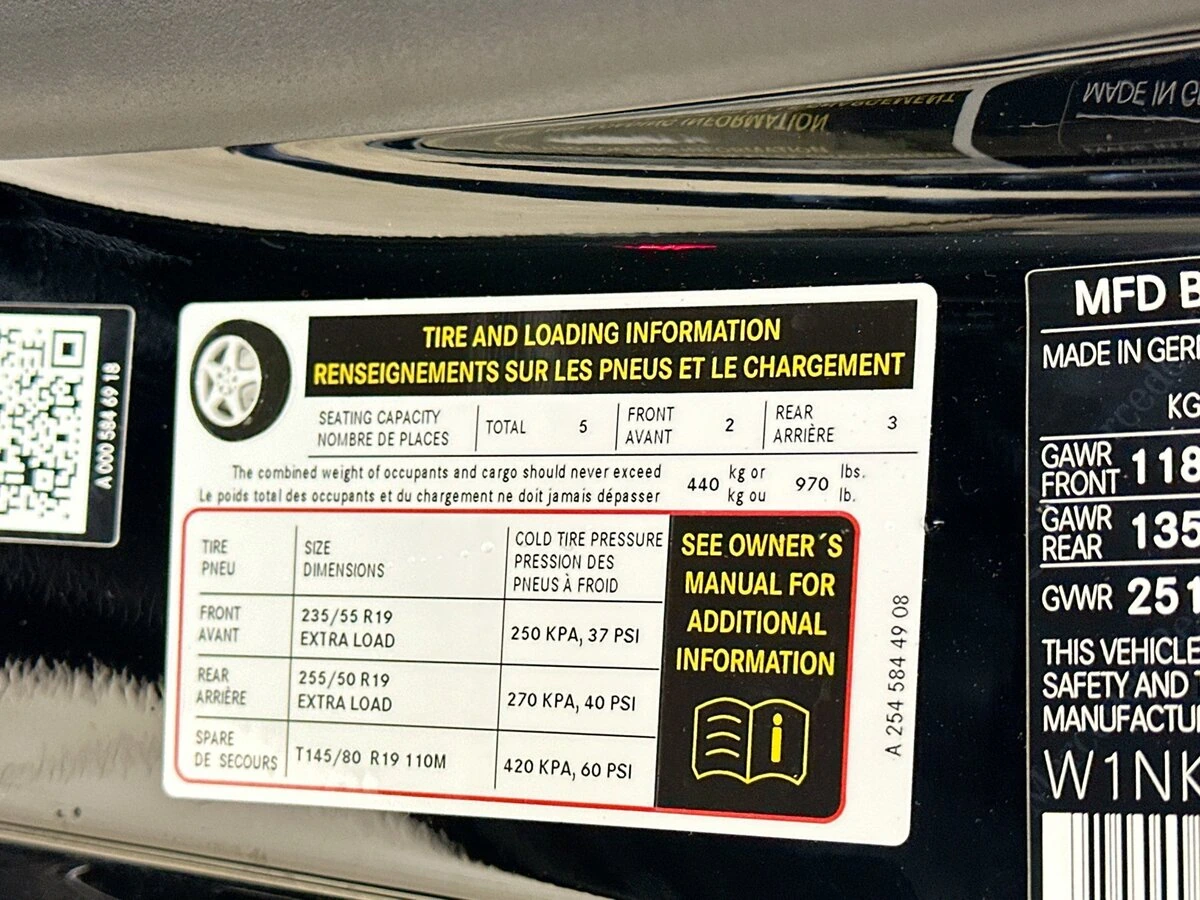 MADE IN G
A 000 584 69 18
TIRE AND LOADING INFORMATION
RENSEIGNEMENTS SUR LES PNEUS ET LE CHARGEMENT
SEATING CAPACITY
NOMBRE DE PLACES
TOTAL 5
FRONT
AVANT
2
REAR
ARRIÈRE
3
The combined weight of occupants and cargo should never exceed
Le poids total des occupants et du chargement ne doit jamais dépasser
440
kg or
kg ou
970
lbs.
lb.
TIRE
PNEU
SIZE
DIMENSIONS
COLD TIRE PRESSURE
PRESSION DES
PNEUS À FROID
FRONT
AVANT
235/55 R19
EXTRA LOAD
250 KPA, 37 PSI
REAR
ARRIÈRE
255/50 R19
EXTRA LOAD
270 KPA, 40 PSI
SPARE
DE SECOURS
T145/80 R19 110M
420 KPA, 60 PSI
SEE OWNER´S
MANUAL FOR
ADDITIONAL
INFORMATION
A 254 584 49 08
MFD B
MADE IN GER
KG
GAWR
FRONT 118
GAWR
REAR 135
GVWR 251
THIS VEHICLE
SAFETY AND T
MANUFACTU
W1NK